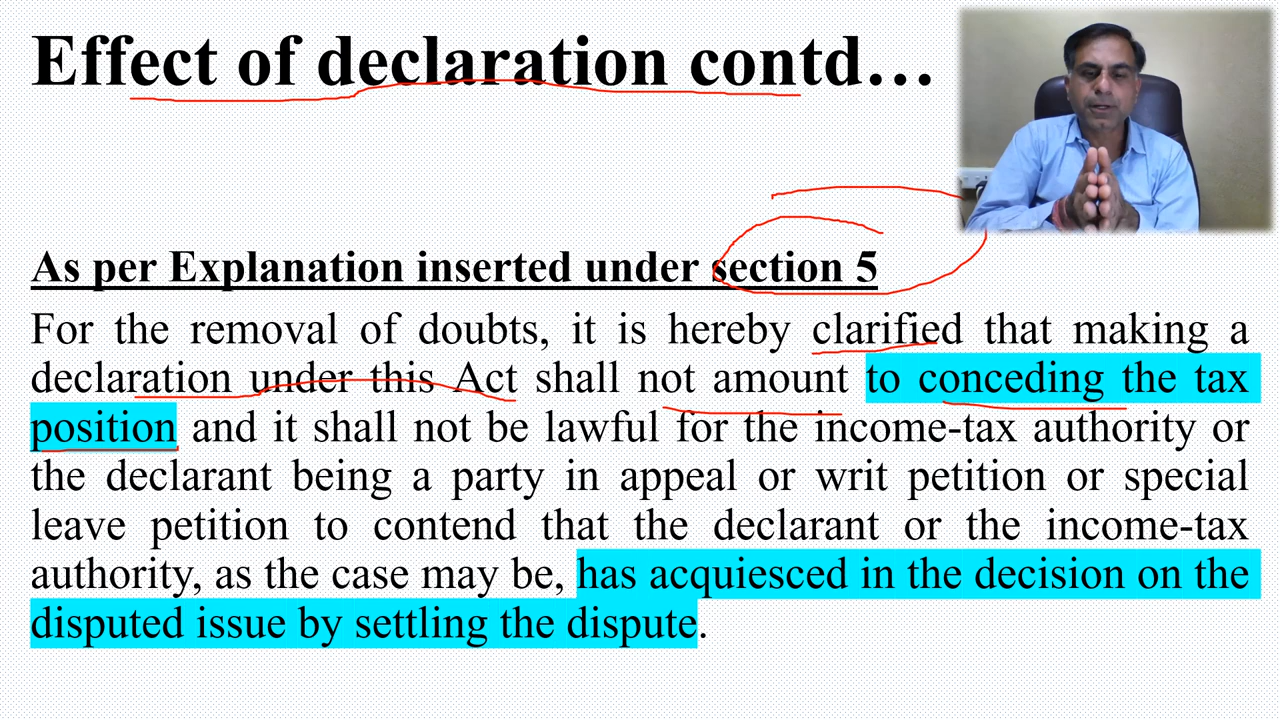 Effect of declaration contd…
As per Explanation inserted under section 5
For the removal of doubts, it is hereby clarified that making a
declaration under this Act shall not amount to conceding the tax
position and it shall not be lawful for the income-tax authority or
the declarant being a party in appeal or writ petition or special
leave petition to contend that the declarant or the income-tax
authority, as the case may be, has acquiesced in the decision on the
disputed issue by settling the dispute.